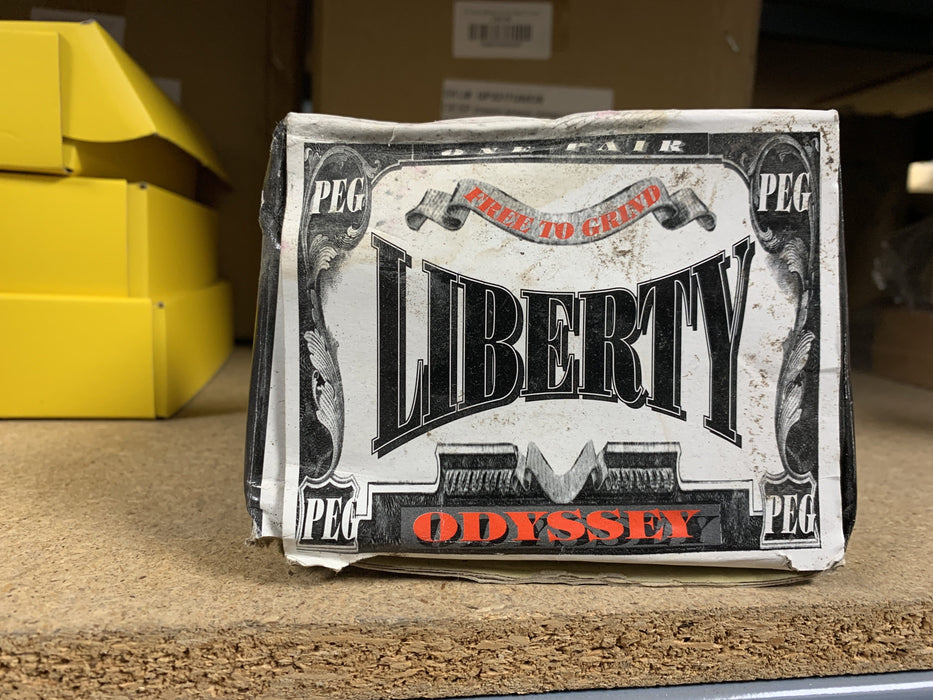 ONE PAIR
PEG
PEG
FREE TO GRIND
LIBERTY
PEG
PEG
ODYSSEY